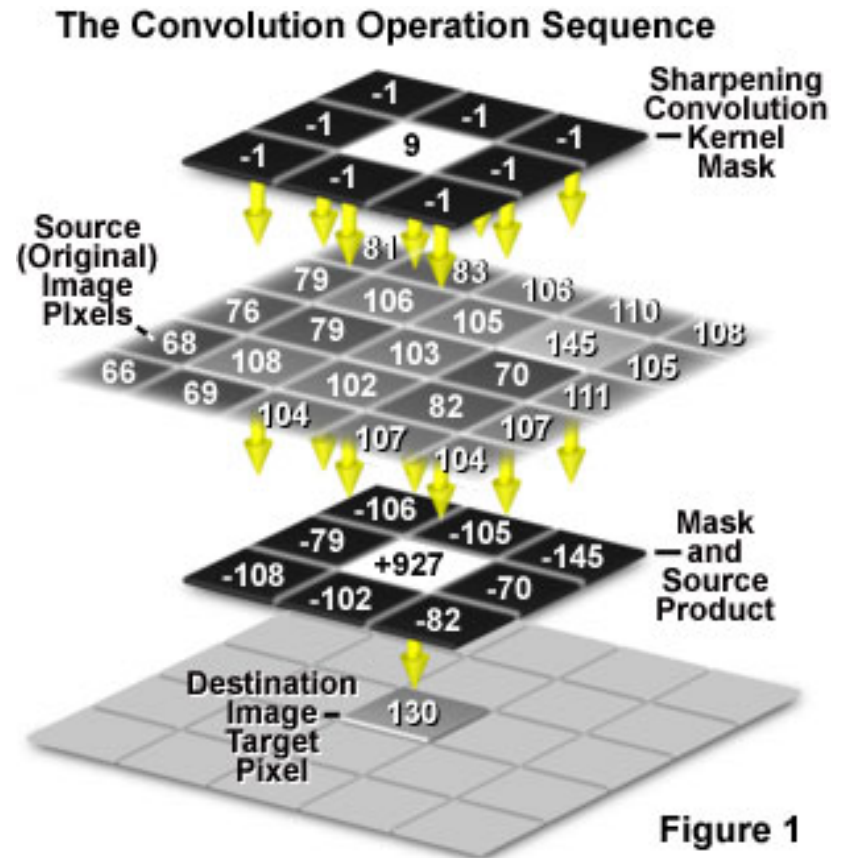 The Convolution Operation Sequence
Sharpening
Convolution
Kernel
Mask
-1
-1 -1
-1 9 -1
-1 -1
-1
Source
(Original)
Image
PIxels
81
79 83
76 106 106
68 79 105 110
66 108 103 145 108
69 102 70 105
104 82 111
107 107
104
Mask
and
Source
Product
-106
-79 -105
-108 +927 -145
-102 -70
-82
Destination
Image
Target
Pixel
130
Figure 1